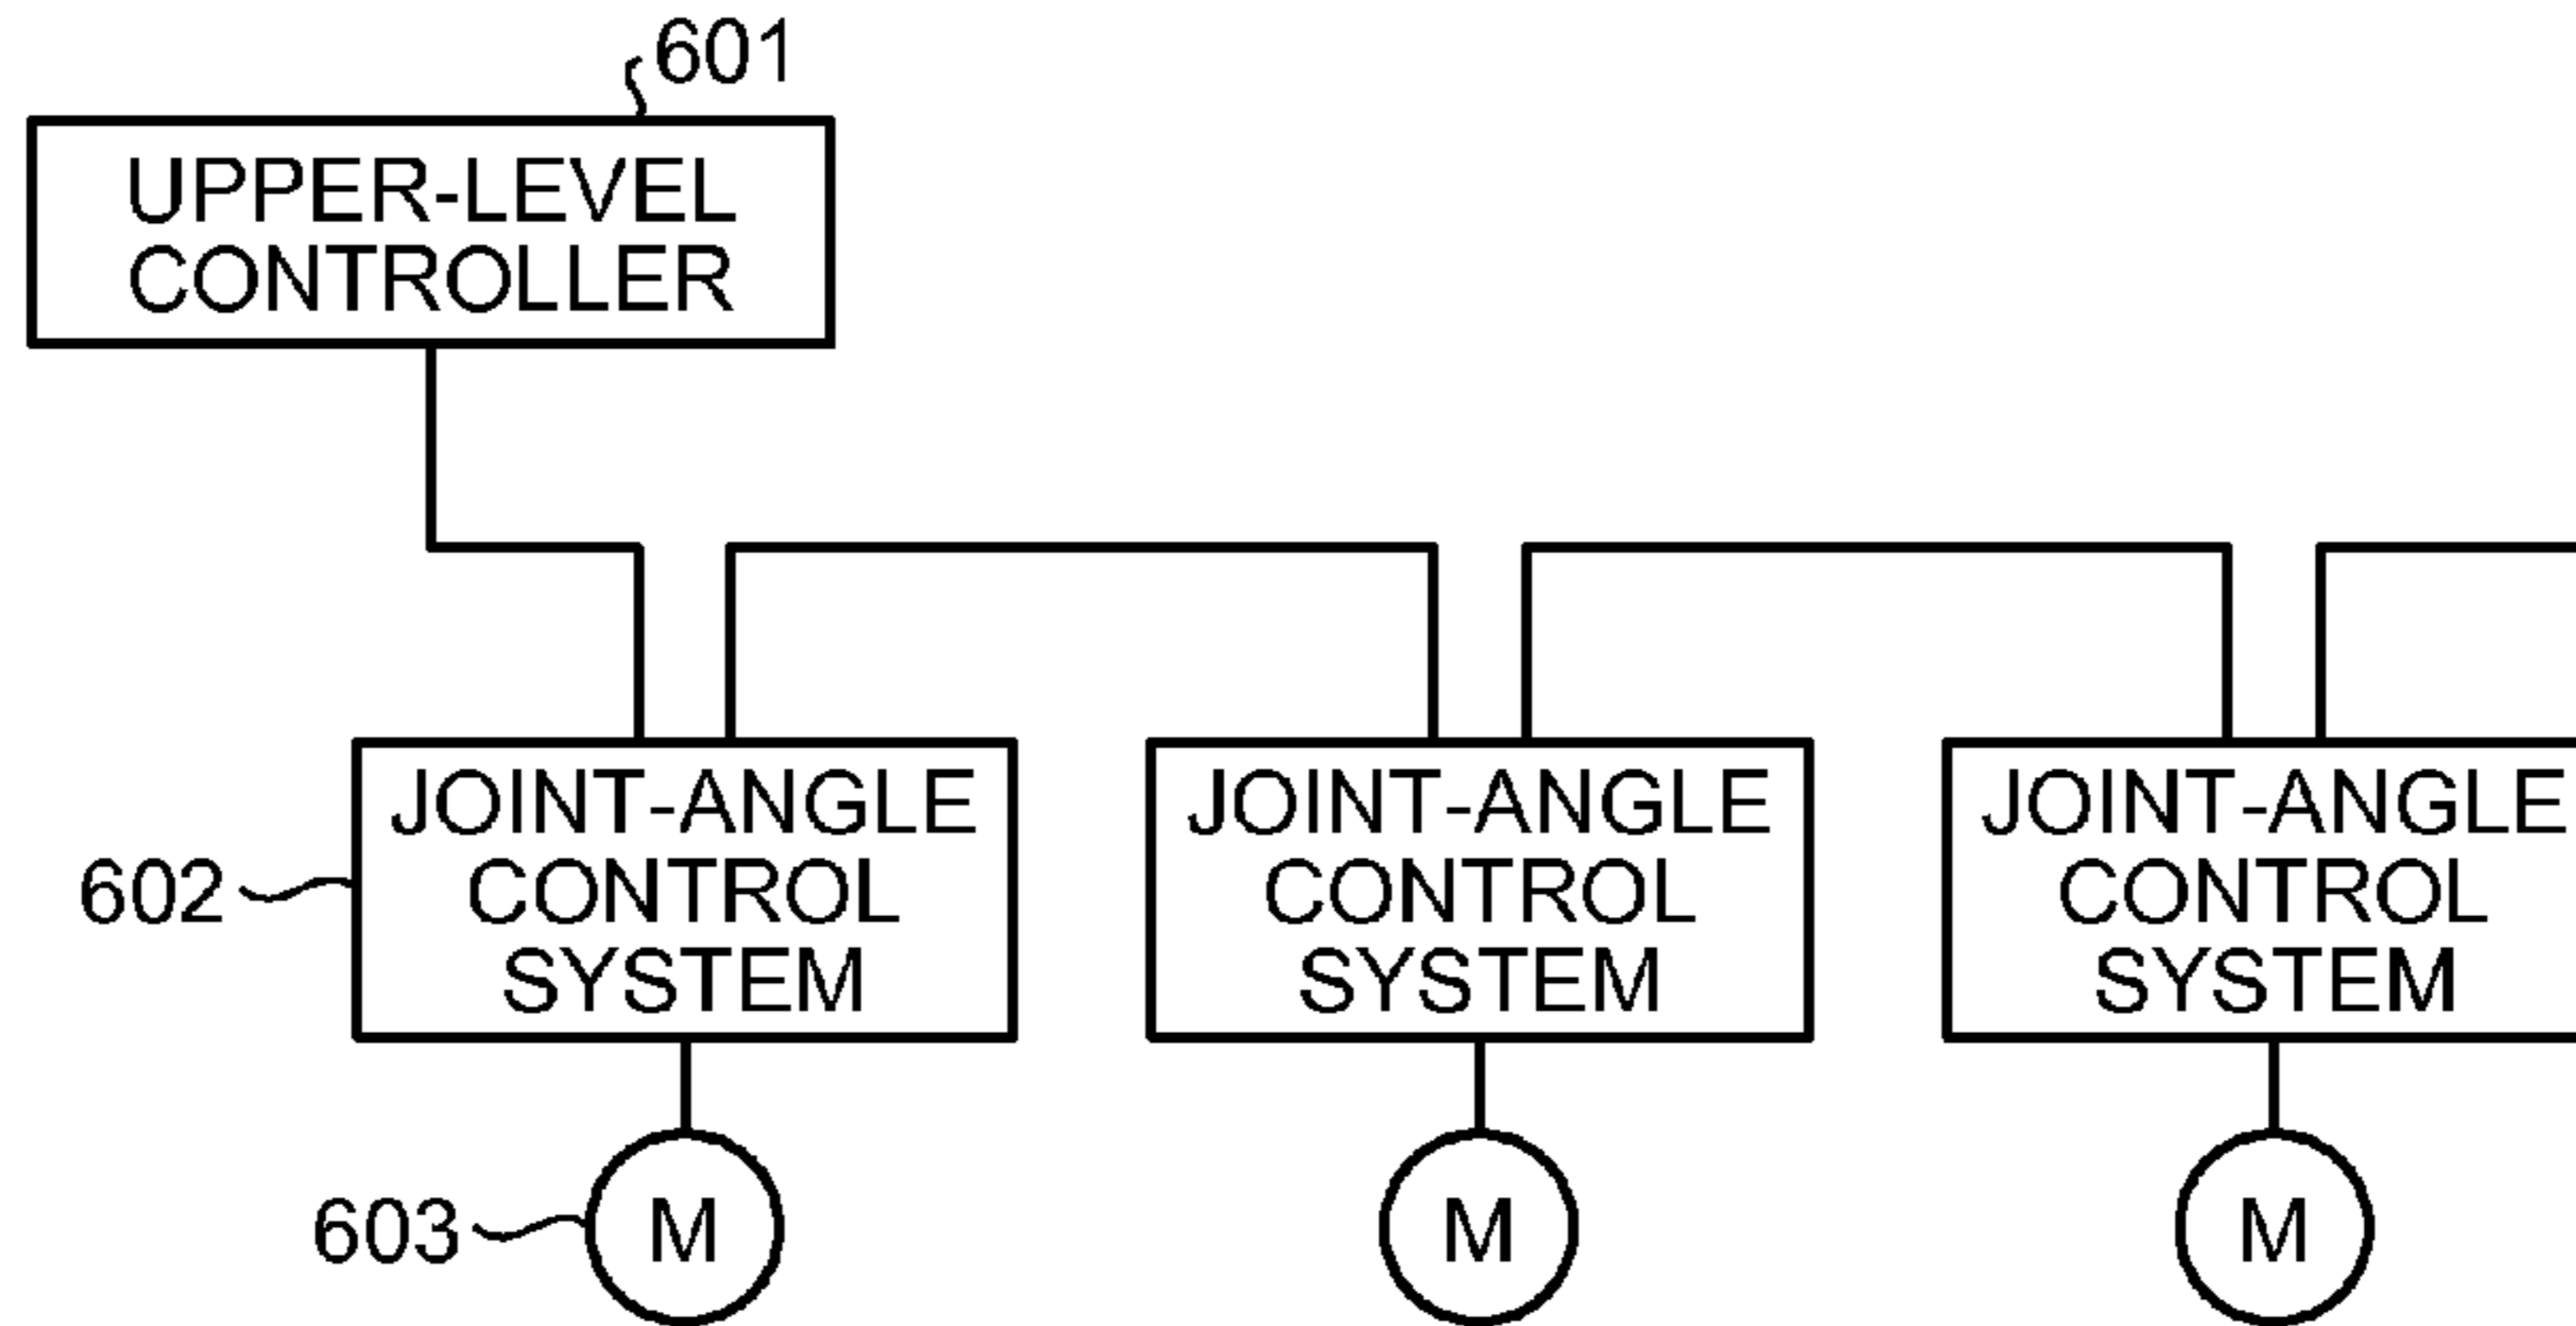 601
UPPER-LEVEL
CONTROLLER
602
JOINT-ANGLE
CONTROL
SYSTEM
JOINT-ANGLE
CONTROL
SYSTEM
JOINT-ANGLE
CONTROL
SYSTEM
603
M
M
M